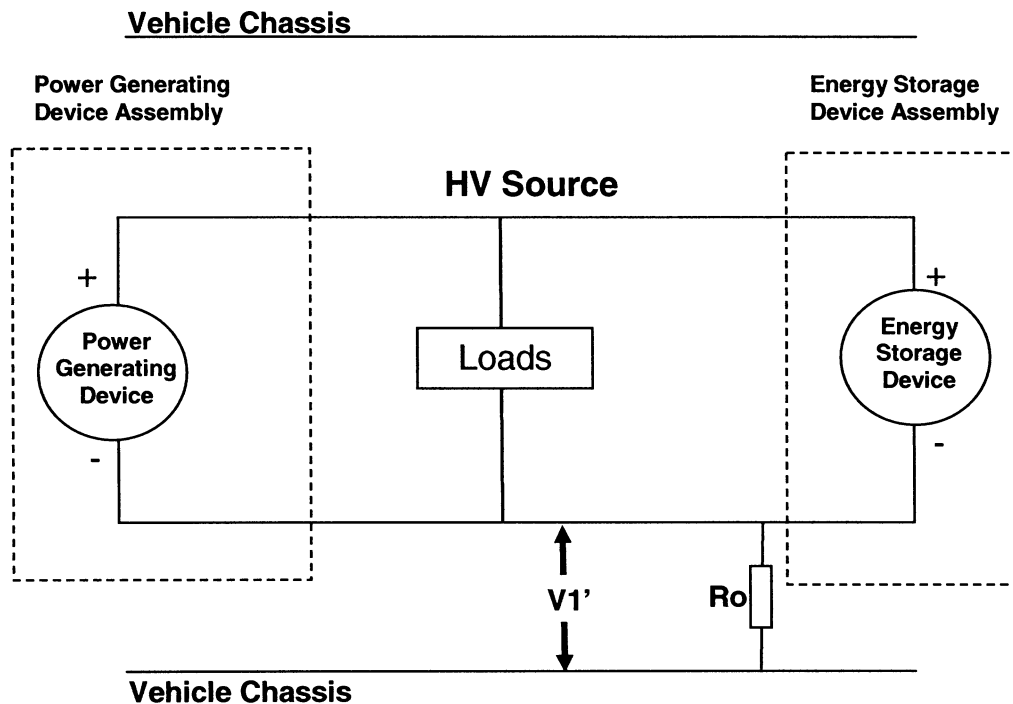 Vehicle Chassis
Power Generating
Device Assembly
Energy Storage
Device Assembly
HV Source
+
+
Power
Generating
Device
Loads
Energy
Storage
Device
-
-
V1’
Ro
Vehicle Chassis